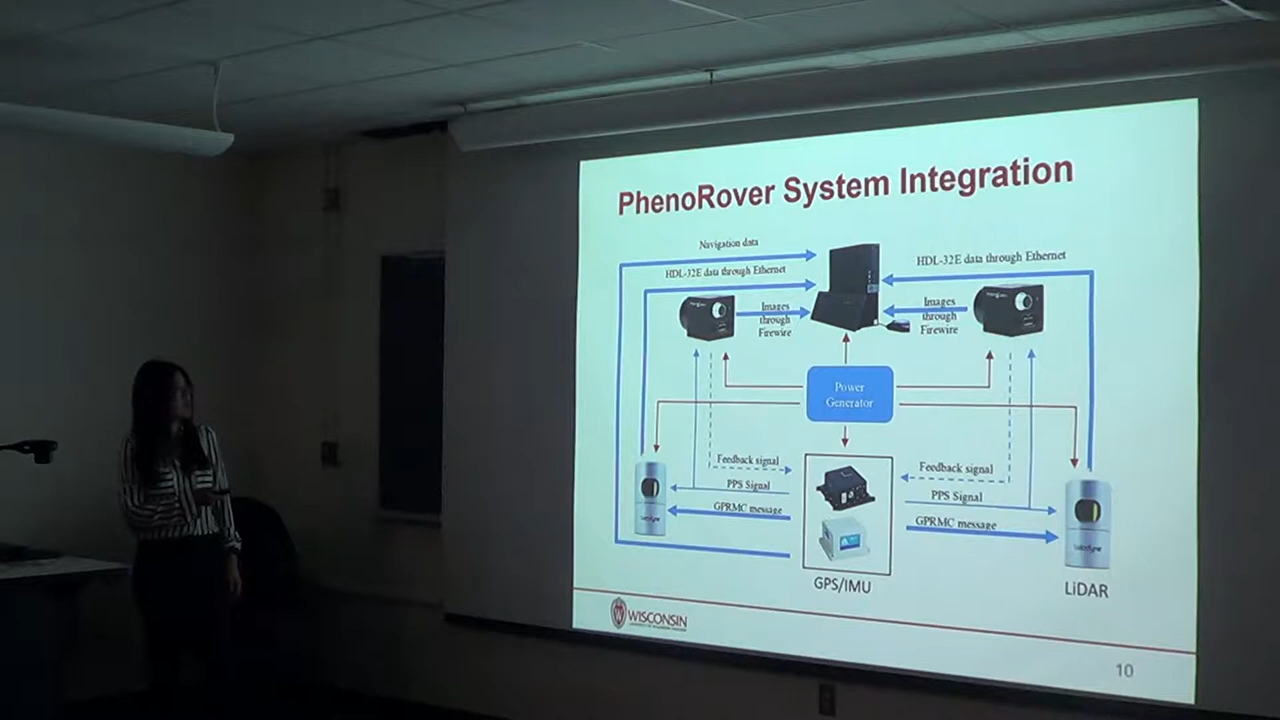 PhenoRover System Integration
Navigation data
HDL-32E data through Ethernet
HDL-32E data through Ethernet
Images
through
Firewire
Images
through
Firewire
Power
Generator
Feedback signal
Feedback signal
PPS Signal
PPS Signal
GPRMC message
GPRMC message
Velodyne
GPS/IMU
LiDAR
WISCONSIN
10